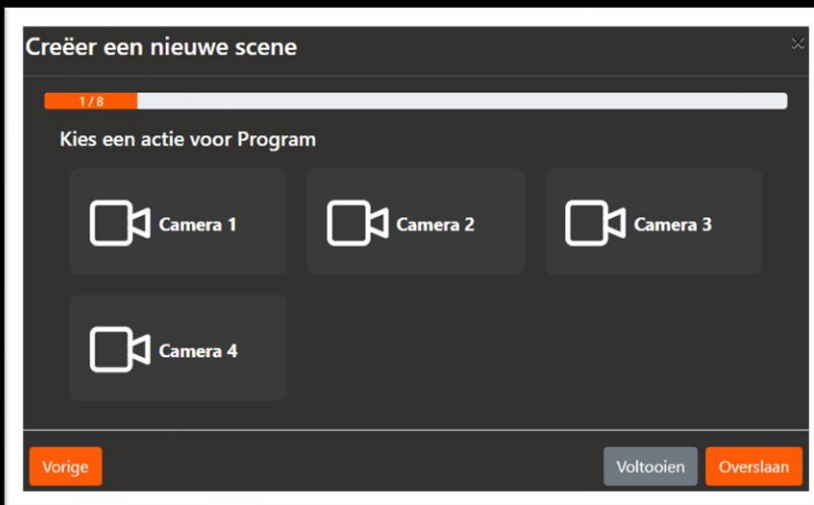 Creëer een nieuwe scene
1 / 8
Kies een actie voor Program
Camera 1
Camera 2
Camera 3
Camera 4
Vorige
Voltooien
Overslaan